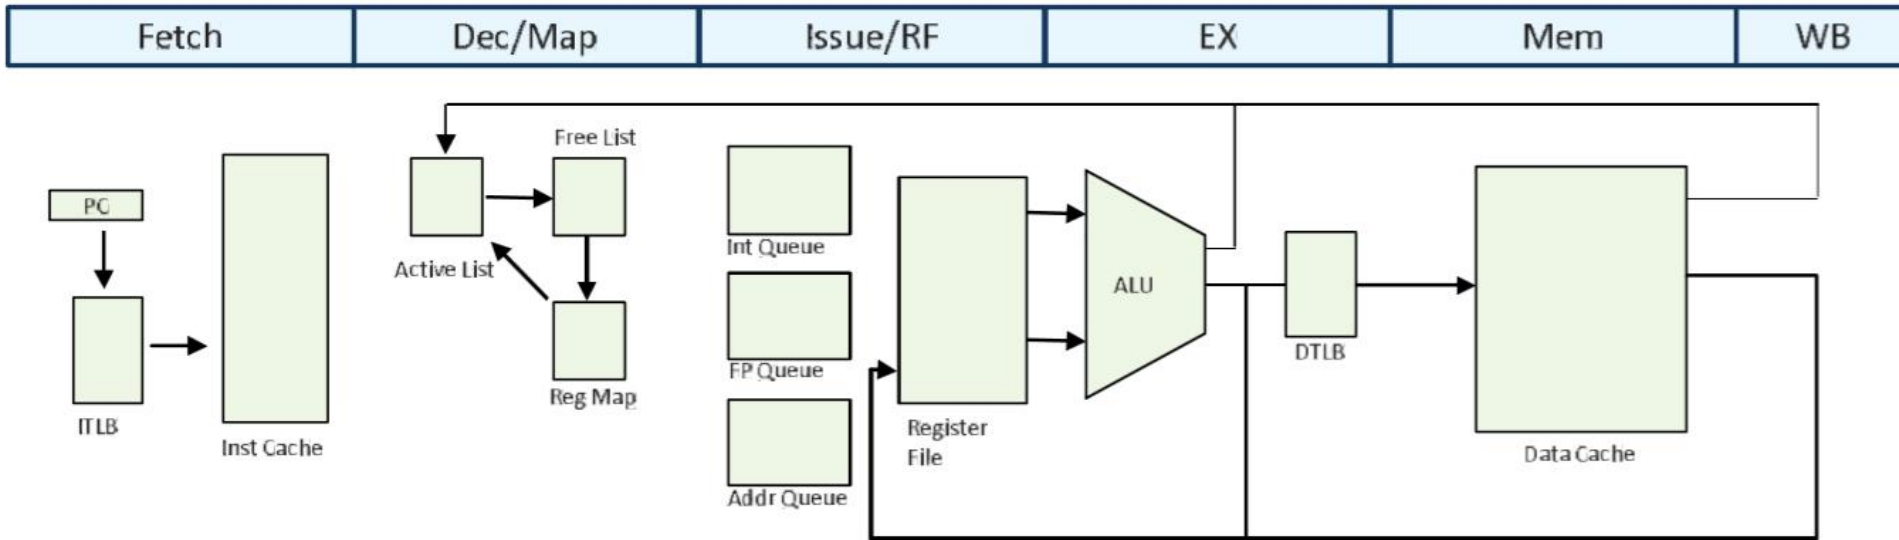 Fetch
Dec/Map
Issue/RF
EX
Mem
WB
Free List
PC
Int Queue
Active List
ALU
DTLB
FP Queue
Reg Map
ITLB
Inst Cache
Register
File
Data Cache
Addr Queue